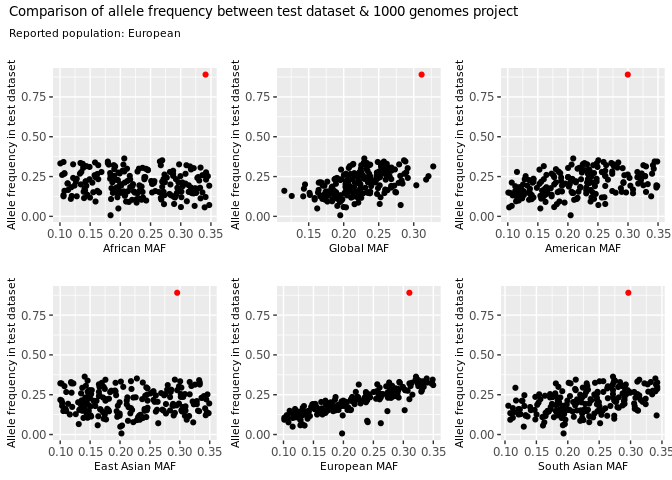 Comparison of allele frequency between test dataset & 1000 genomes project
Reported population: European
Allele frequency in test dataset
0.75
0.50
0.25
0.00
0.10 0.15 0.20 0.25 0.30 0.35
African MAF
Allele frequency in test dataset
0.75
0.50
0.25
0.00
0.15 0.20 0.25 0.30
Global MAF
Allele frequency in test dataset
0.75
0.50
0.25
0.00
0.10 0.15 0.20 0.25 0.30 0.35
American MAF
Allele frequency in test dataset
0.75
0.50
0.25
0.00
0.10 0.15 0.20 0.25 0.30 0.35
East Asian MAF
Allele frequency in test dataset
0.75
0.50
0.25
0.00
0.10 0.15 0.20 0.25 0.30 0.35
European MAF
Allele frequency in test dataset
0.75
0.50
0.25
0.00
0.10 0.15 0.20 0.25 0.30 0.35
South Asian MAF